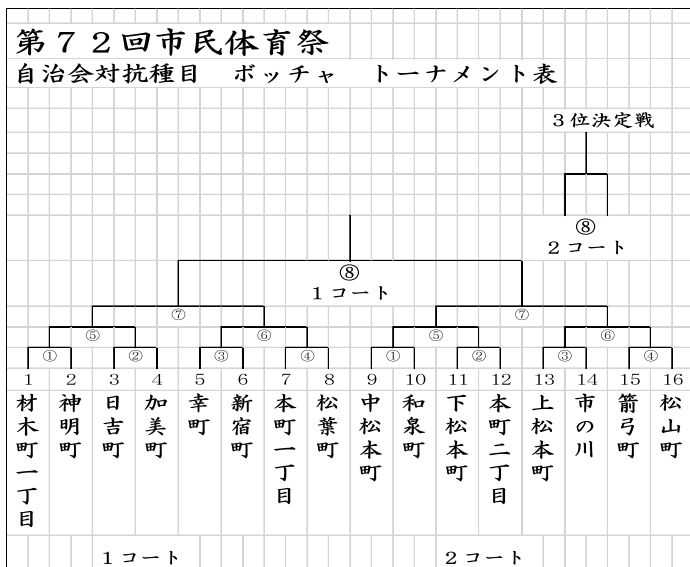 第７２回市民体育祭
自治会対抗種目　ボッチャ　トーナメント表
３位決定戦
⑧
２コート
⑧
１コート
⑦ ⑦
⑤ ⑥ ⑤ ⑥
① ② ③ ④ ① ② ③ ④
1 2 3 4 5 6 7 8 9 10 11 12 13 14 15 16
材木町一丁目
神明町
日吉町
加美町
幸町
新宿町
本町一丁目
松葉町
中松本町
和泉町
下松本町
本町二丁目
上松本町
市の川
箭弓町
松山町
１コート ２コート